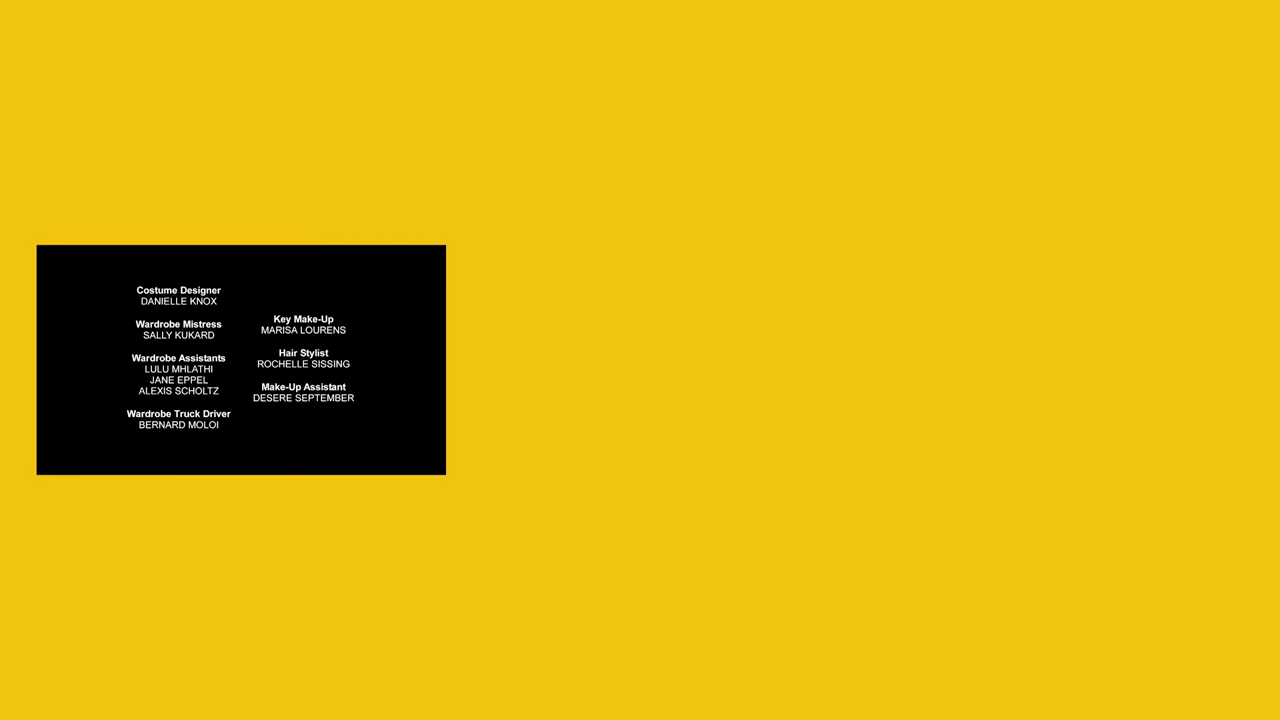 Costume Designer
DANIELLE KNOX
Wardrobe Mistress
SALLY KUKARD
Wardrobe Assistants
LULU MHLATHI
JANE EPPEL
ALEXIS SCHOLTZ
Wardrobe Truck Driver
BERNARD MOLOI
Key Make-Up
MARISA LOURENS
Hair Stylist
ROCHELLE SISSING
Make-Up Assistant
DESERE SEPTEMBER